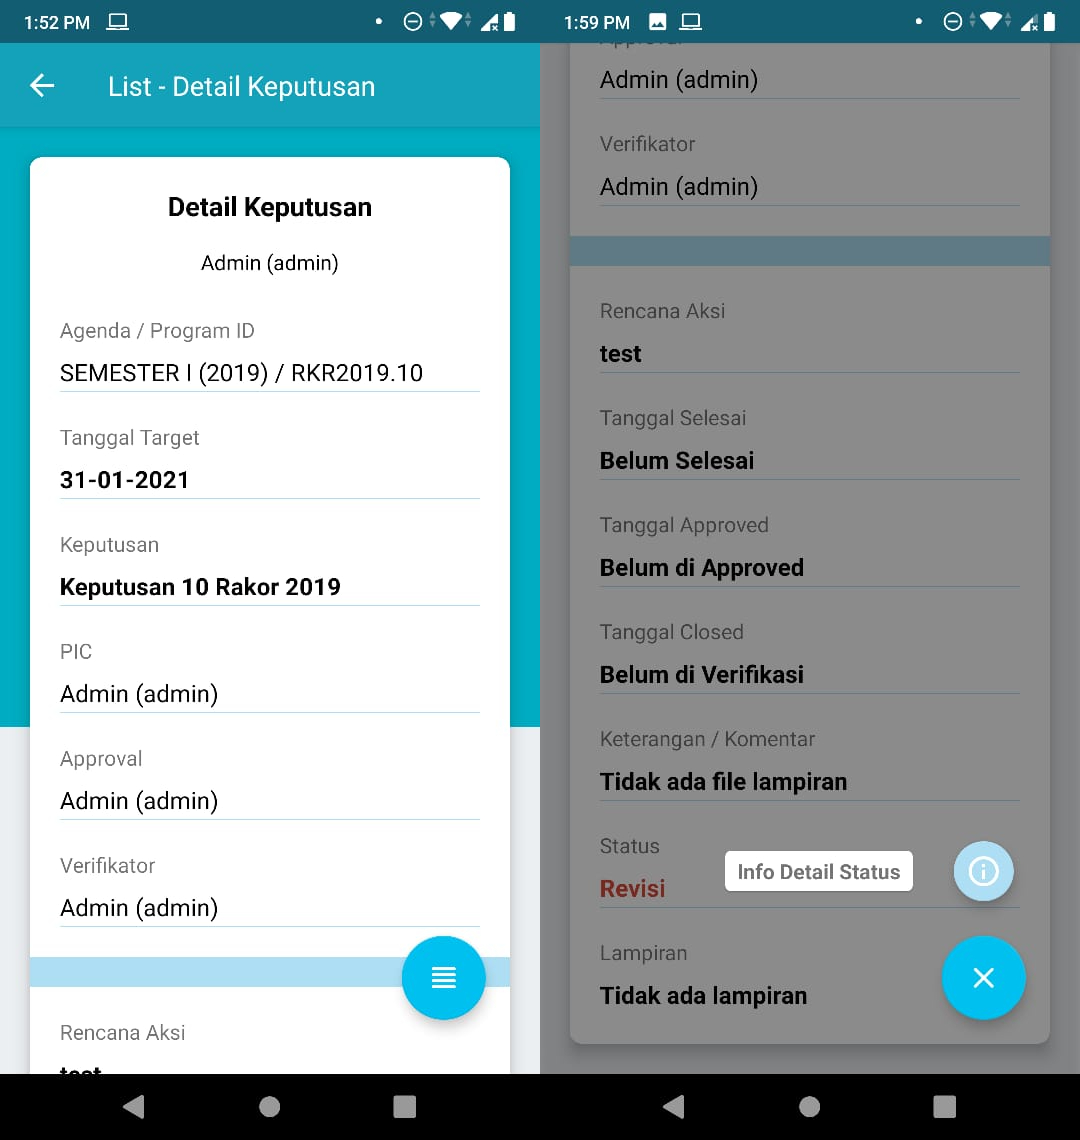 1:52 PM
List - Detail Keputusan
Detail Keputusan
Admin (admin)
Agenda / Program ID
SEMESTER I (2019) / RKR2019.10
Tanggal Target
31-01-2021
Keputusan
Keputusan 10 Rakor 2019
PIC
Admin (admin)
Approval
Admin (admin)
Verifikator
Admin (admin)
Rencana Aksi
test
1:59 PM
Approval
Admin (admin)
Verifikator
Admin (admin)
Rencana Aksi
test
Tanggal Selesai
Belum Selesai
Tanggal Approved
Belum di Approved
Tanggal Closed
Belum di Verifikasi
Keterangan / Komentar
Tidak ada file lampiran
Status
Revisi
Info Detail Status
Lampiran
Tidak ada lampiran